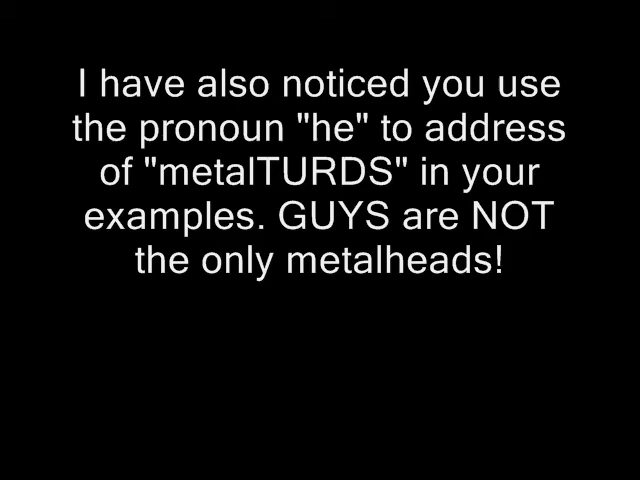 I have also noticed you use
the pronoun "he" to address
of "metalTURDS" in your
examples. GUYS are NOT
the only metalheads!